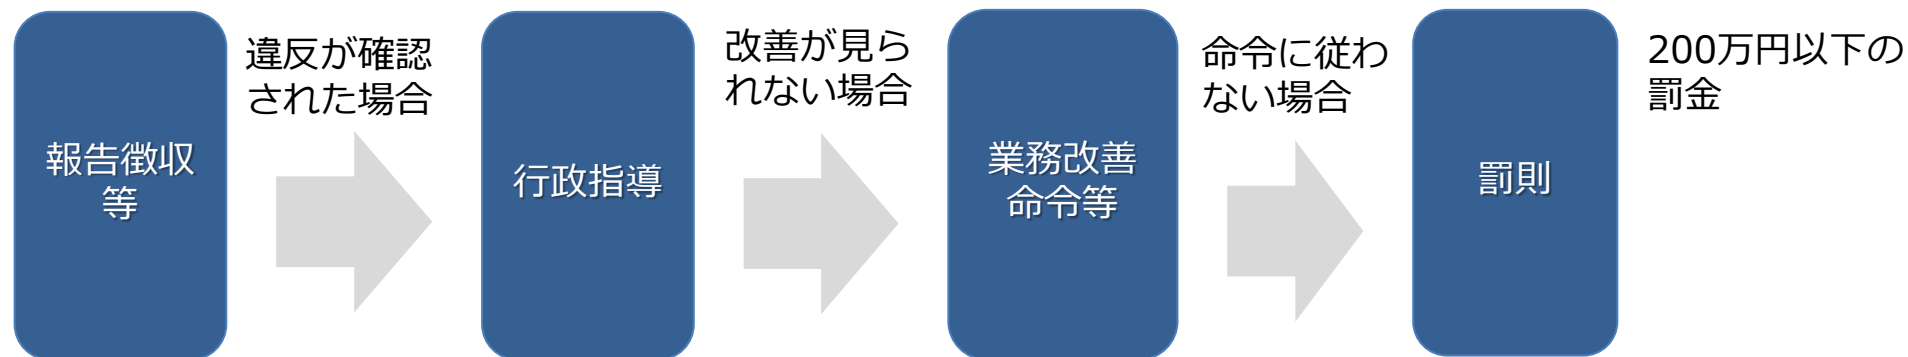 報告徴収
等
違反が確認
された場合
行政指導
改善が見ら
れない場合
業務改善
命令等
命令に従わ
ない場合
罰則
200万円以下の
罰金